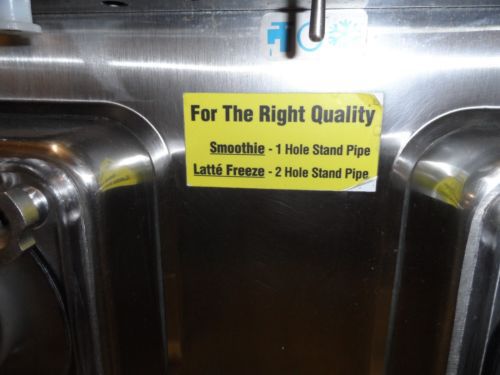 For The Right Quality
Smoothie - 1 Hole Stand Pipe
Latté Freeze - 2 Hole Stand Pipe